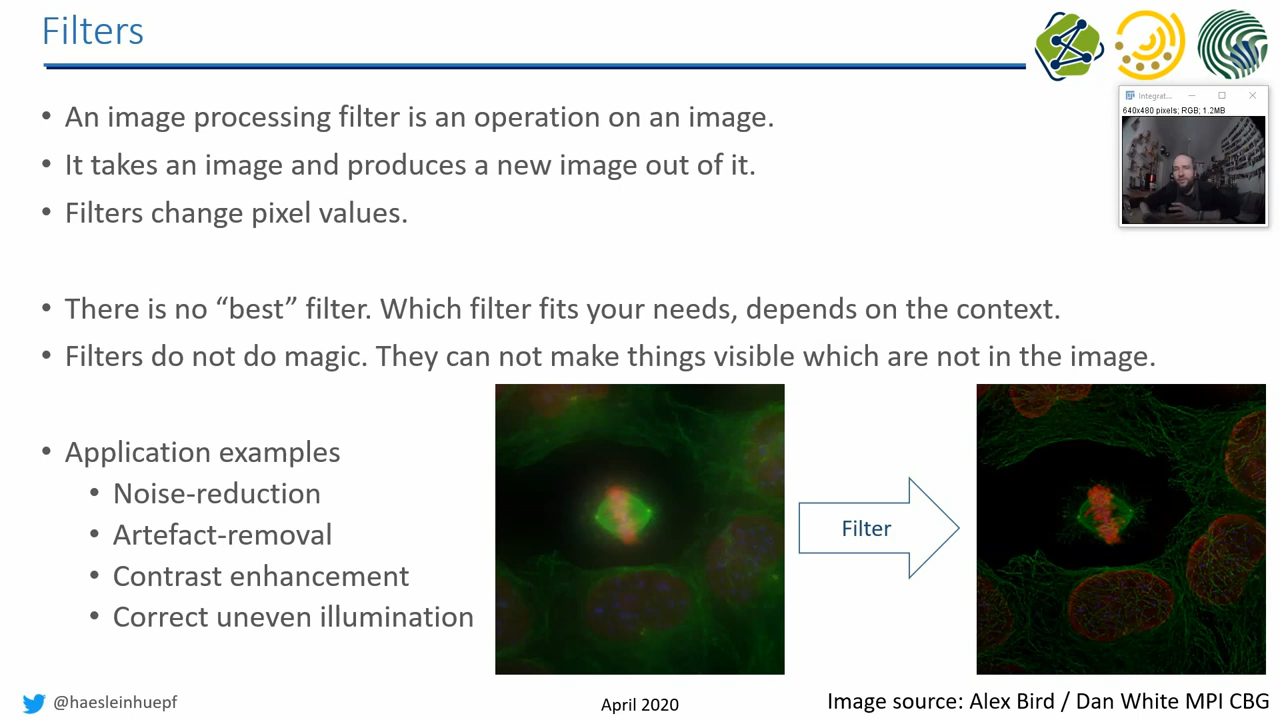 Filters
Integrat...
640x480 pixels; RGB; 1.2MB
• An image processing filter is an operation on an image.
• It takes an image and produces a new image out of it.
• Filters change pixel values.
• There is no “best” filter. Which filter fits your needs, depends on the context.
• Filters do not do magic. They can not make things visible which are not in the image.
• Application examples
• Noise-reduction
• Artefact-removal
• Contrast enhancement
• Correct uneven illumination
Filter
@haesleinhuepf
April 2020
Image source: Alex Bird / Dan White MPI CBG